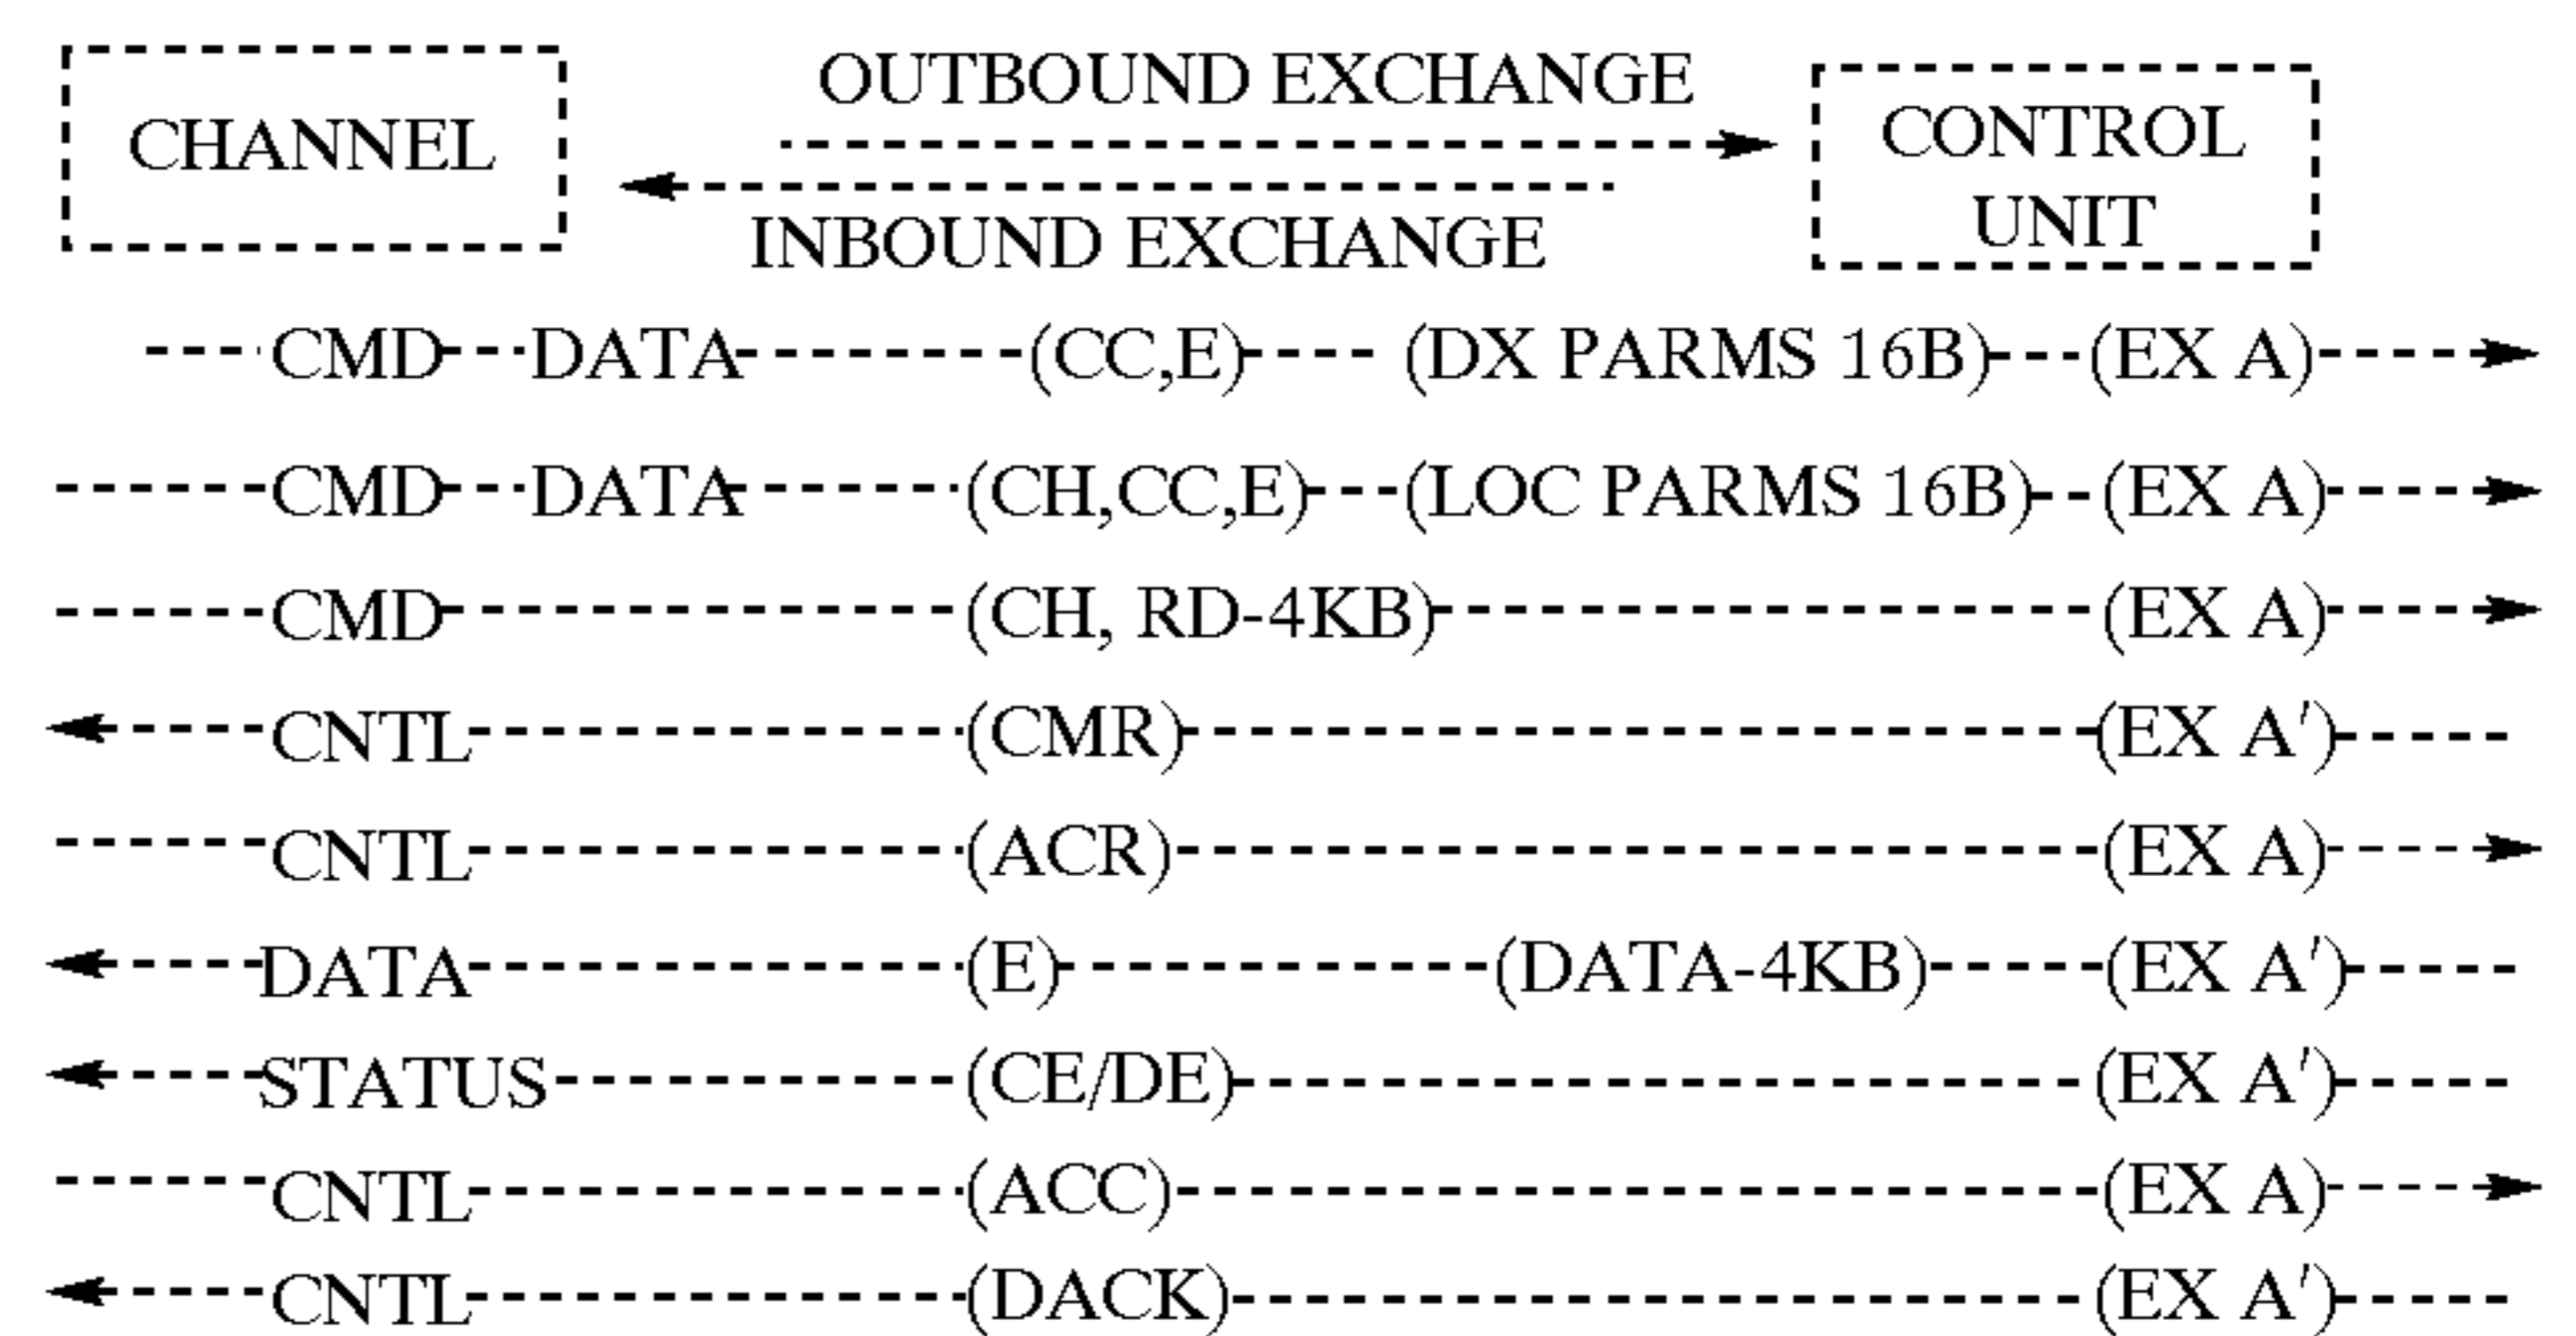 CHANNEL
OUTBOUND EXCHANGE
INBOUND EXCHANGE
CONTROL
UNIT
CMD DATA (CC,E) (DX PARMS 16B) (EX A)
CMD DATA (CH,CC,E) (LOC PARMS 16B) (EX A)
CMD (CH, RD-4KB) (EX A)
CNTL (CMR) (EX A')
CNTL (ACR) (EX A)
DATA (E) (DATA-4KB) (EX A')
STATUS (CE/DE) (EX A')
CNTL (ACC) (EX A)
CNTL (DACK) (EX A')